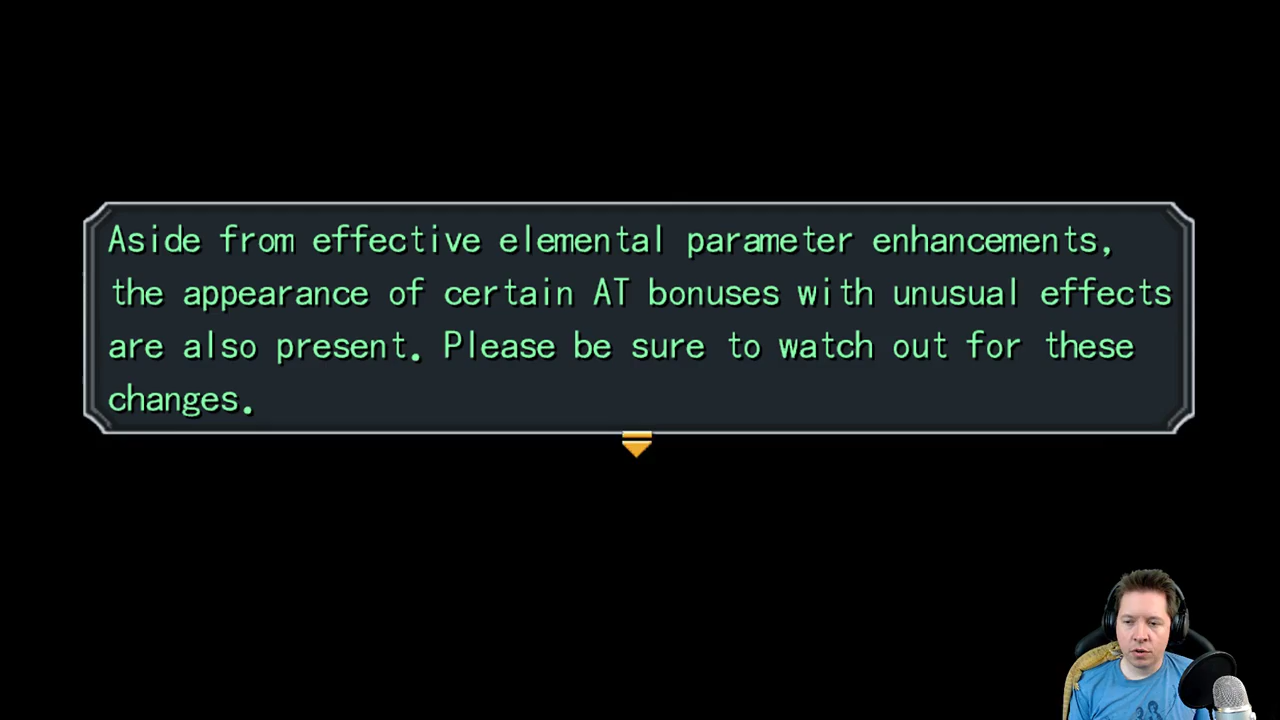 Aside from effective elemental parameter enhancements,
the appearance of certain AT bonuses with unusual effects
are also present. Please be sure to watch out for these
changes.